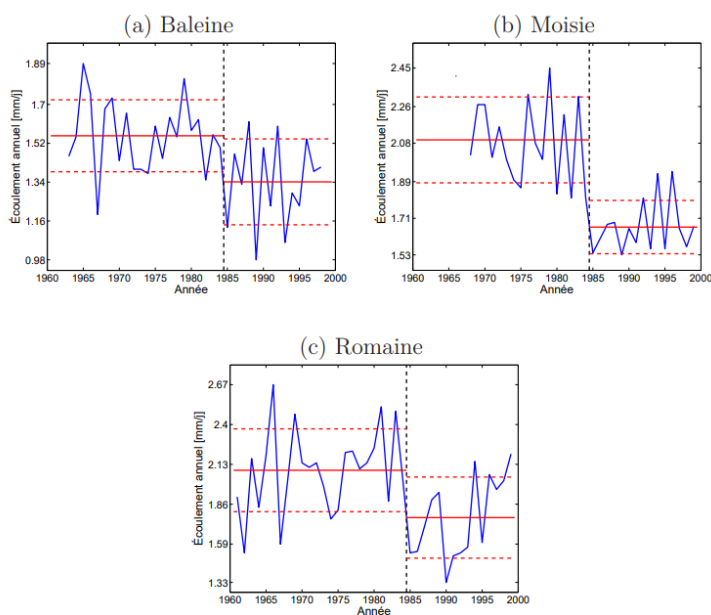 (a) Baleine
Écoulement annuel [mm/j]
1.89
1.7
1.52
1.34
1.16
0.98
1960 1965 1970 1975 1980 1985 1990 1995 2000
Année
(b) Moisie
Écoulement annuel [mm/j]
2.45
2.26
2.08
1.89
1.71
1.53
1960 1965 1970 1975 1980 1985 1990 1995 2000
Année
(c) Romaine
Écoulement annuel [mm/j]
2.67
2.4
2.13
1.86
1.59
1.33
1960 1965 1970 1975 1980 1985 1990 1995 2000
Année